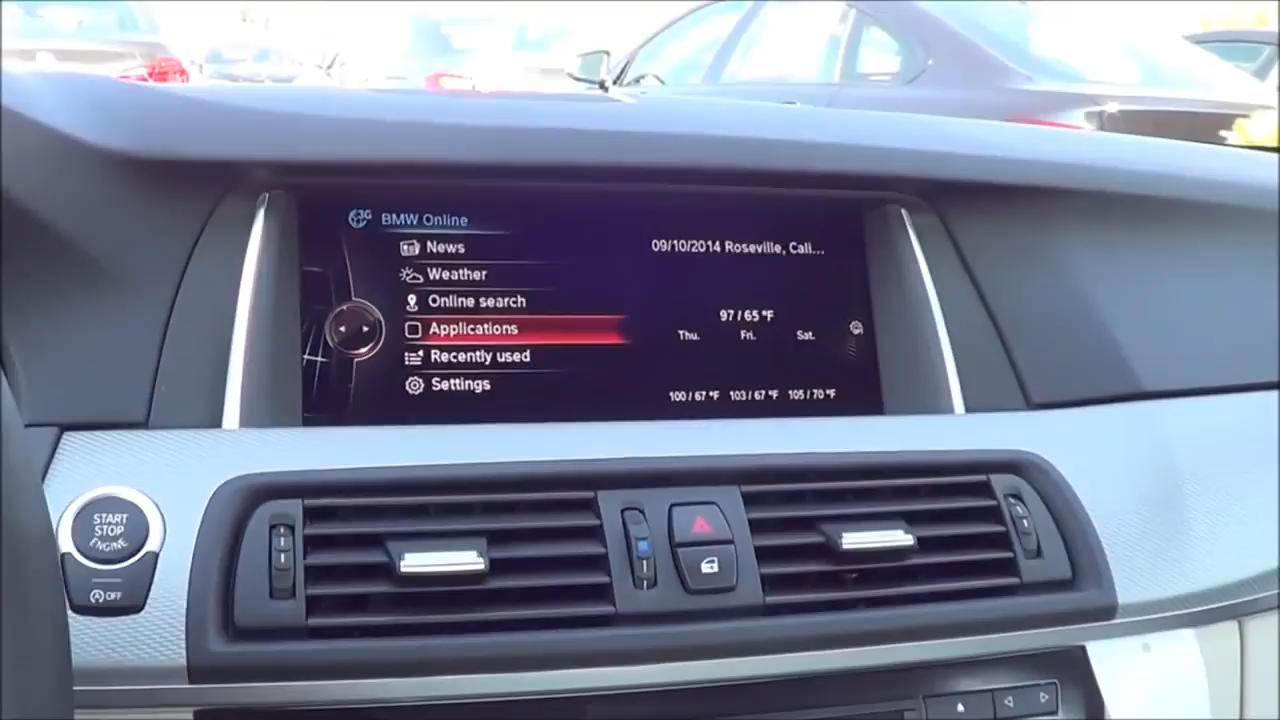 3G BMW Online
News
09/10/2014 Roseville, Cali...
Weather
Online search
97 / 65 °F
Applications
Thu. Fri. Sat.
Recently used
Settings
100 / 67 °F 103 / 67 °F 105 / 70 °F
START
STOP
ENGINE
OFF